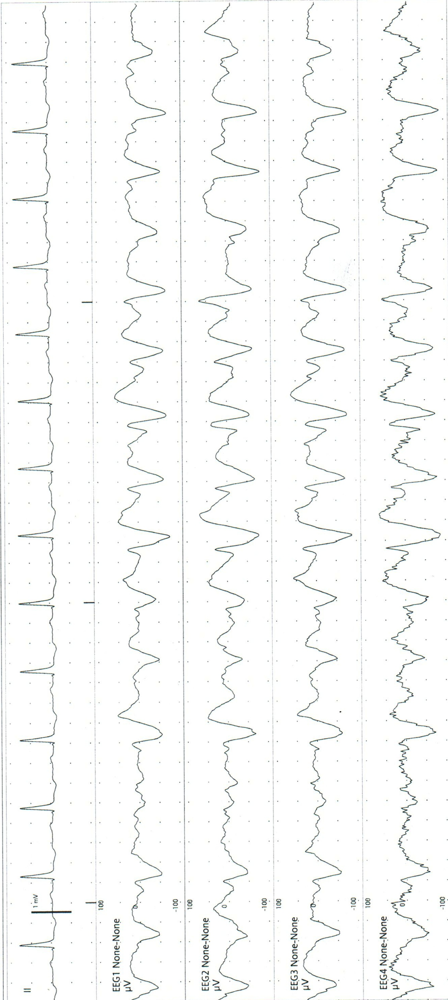 II
1 mV
EEG1 None-None
µV
100
0
-100
EEG2 None-None
µV
100
0
-100
EEG3 None-None
µV
100
0
-100
EEG4 None-None
µV
100
0
-100